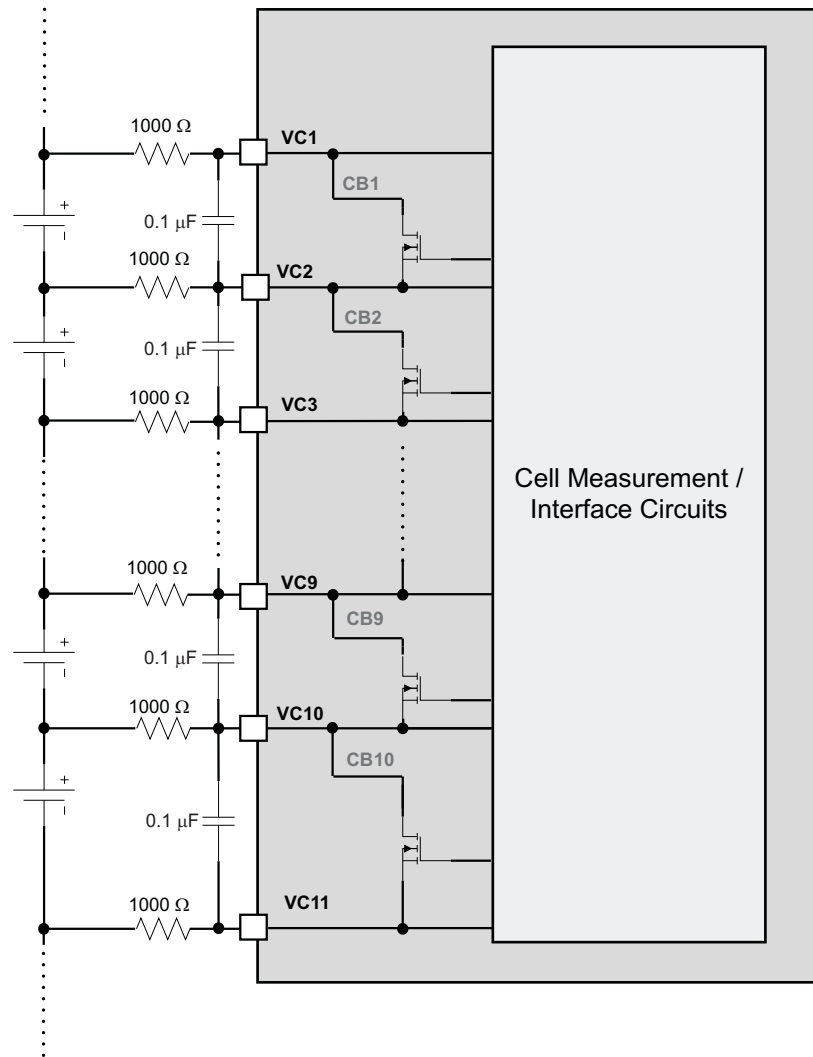 1000 Ω
VC1
CB1
+
0.1 μF
–
1000 Ω
VC2
CB2
+
0.1 μF
–
1000 Ω
VC3
Cell Measurement /
Interface Circuits
1000 Ω
VC9
CB9
+
0.1 μF
–
1000 Ω
VC10
CB10
+
–
0.1 μF
1000 Ω
VC11